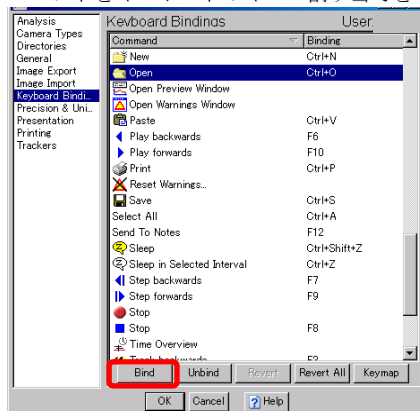 Analysis
Camera Types
Directories
General
Image Export
Image Import
Keyboard Bindi...
Precision & Uni...
Presentation
Printing
Trackers
Keyboard Bindings User:
Command Binding
New Ctrl+N
Open Ctrl+O
Open Preview Window
Open Warnings Window
Paste Ctrl+V
Play backwards F6
Play forwards F10
Print Ctrl+P
Reset Warnings...
Save Ctrl+S
Select All Ctrl+A
Send To Notes F12
Sleep Ctrl+Shift+Z
Sleep in Selected Interval Ctrl+Z
Step backwards F7
Step forwards F9
Stop
Stop F8
Time Overview
Track backwards F3
Bind Unbind Revert Revert All Keymap
OK Cancel Help